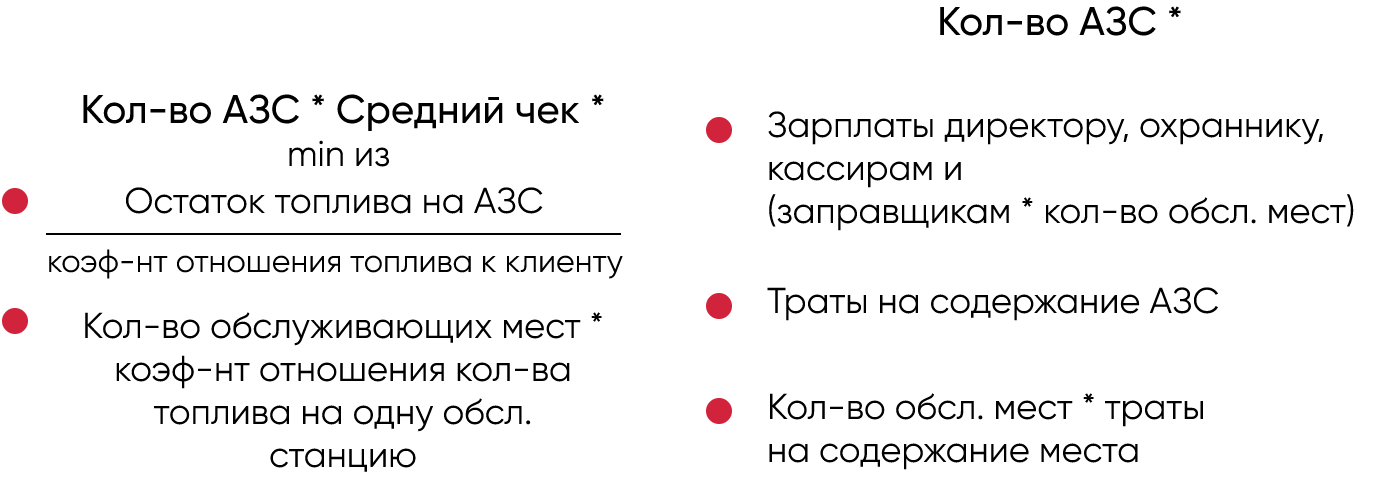 Кол-во АЗС * Средний чек *
min из
Остаток топлива на АЗС
коэф-нт отношения топлива к клиенту
Кол-во обслуживающих мест *
коэф-нт отношения кол-ва
топлива на одну обсл.
станцию
Кол-во АЗС *
Зарплаты директору, охраннику,
кассирам и
(заправщикам * кол-во обсл. мест)
Траты на содержание АЗС
Кол-во обсл. мест * траты
на содержание места